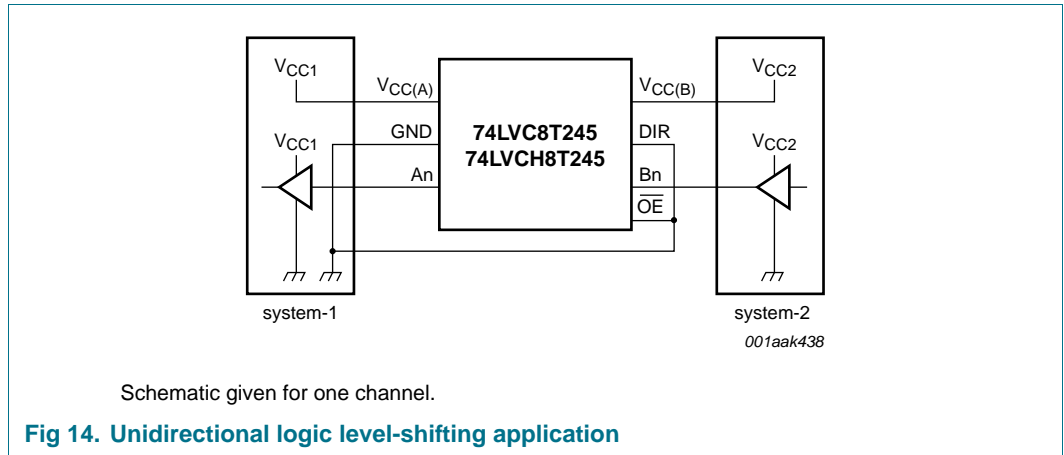 VCC1
VCC2
VCC(A)
VCC(B)
GND
74LVC8T245
DIR
VCC1
74LVCH8T245
VCC2
An
Bn
OE
system-1
system-2
001aak438
Schematic given for one channel.
Fig 14. Unidirectional logic level-shifting application